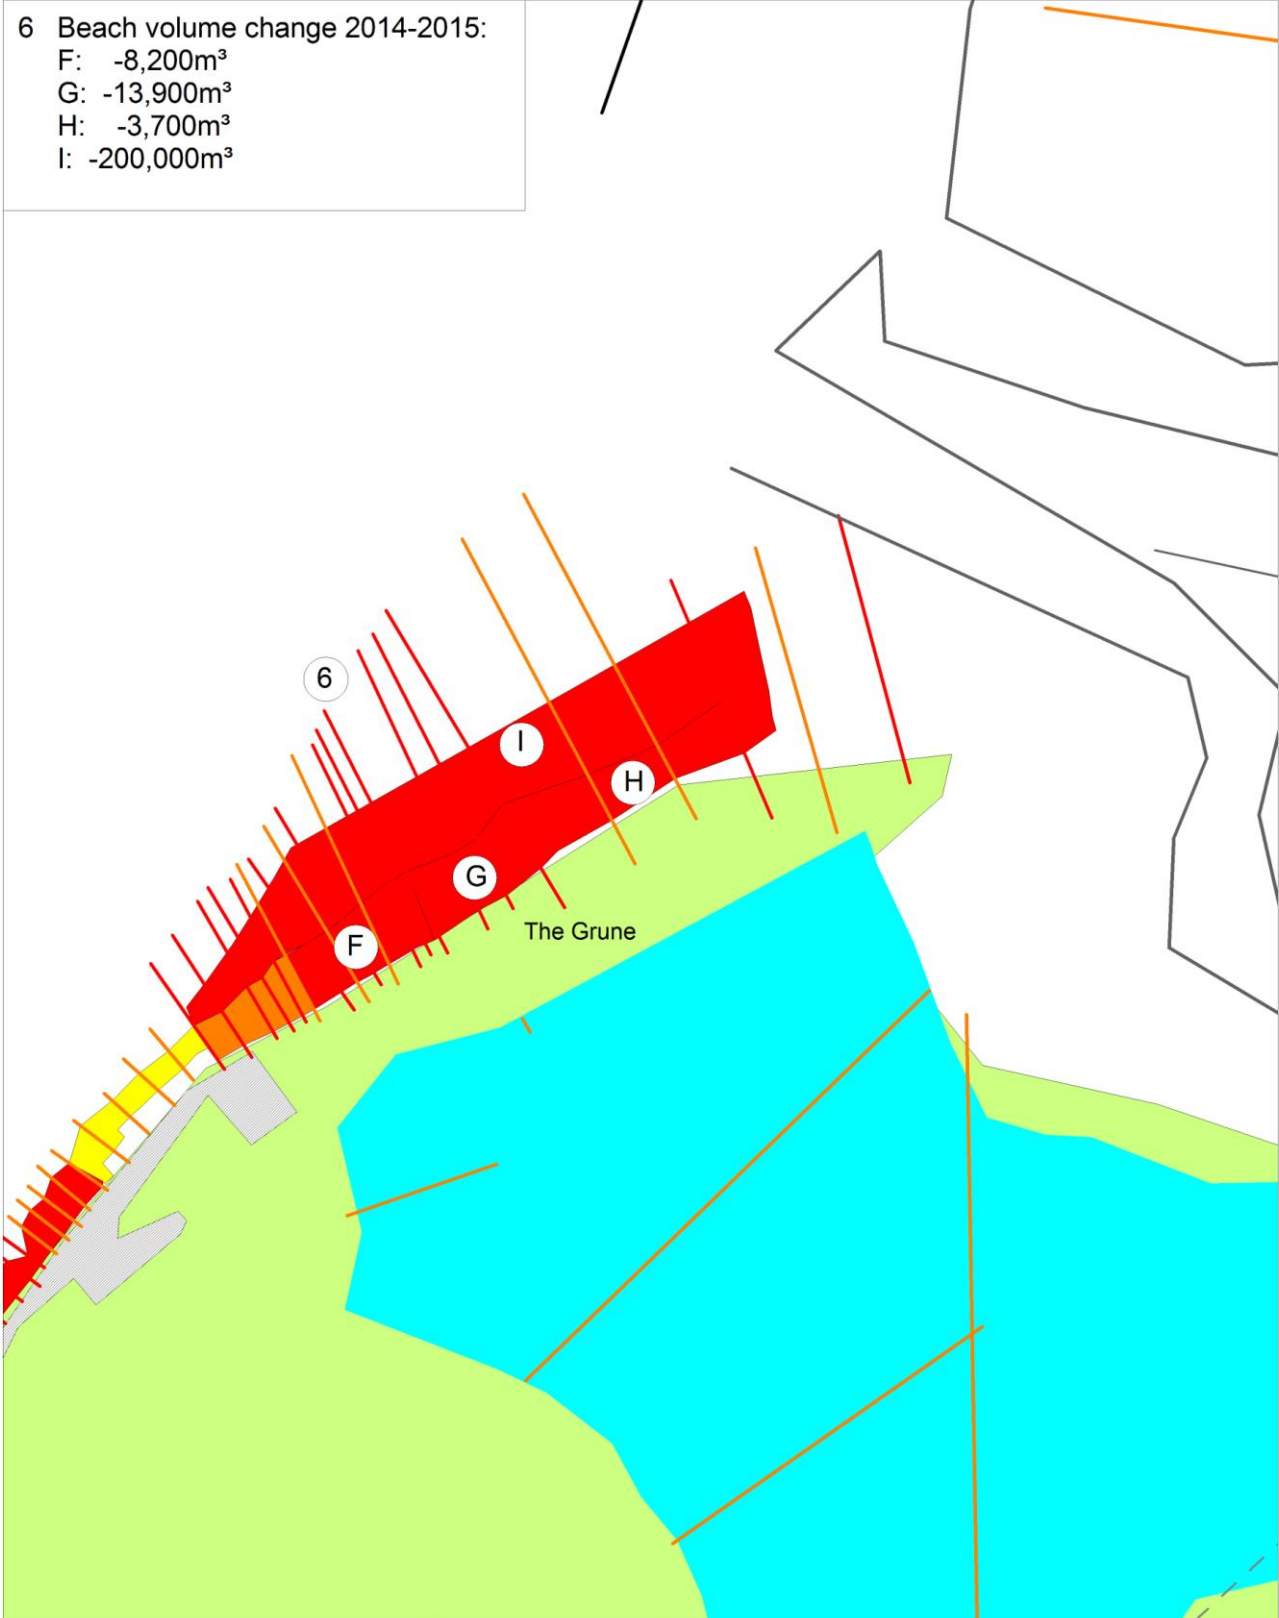 6 Beach volume change 2014-2015:
F: -8,200m³
G: -13,900m³
H: -3,700m³
I: -200,000m³
6
I
H
G
F
The Grune